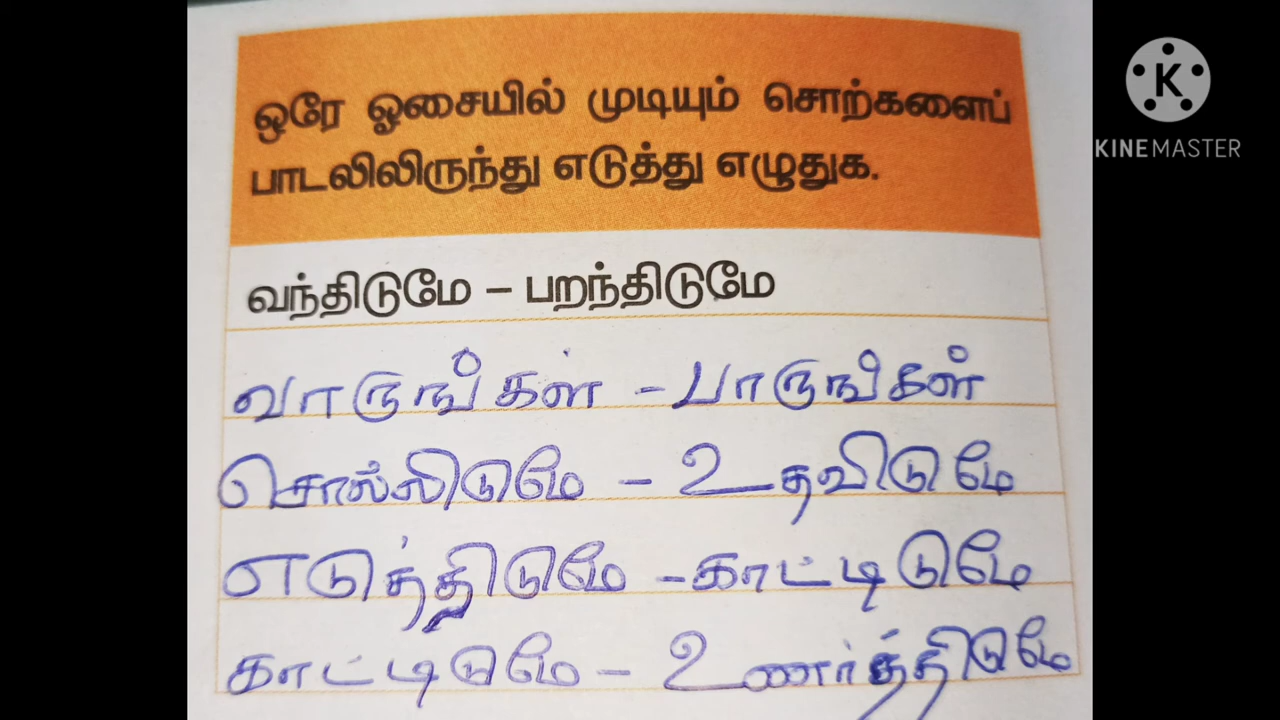 ஒரே ஓசையில் முடியும் சொற்களைப்
பாடலிலிருந்து எடுத்து எழுதுக.
வந்திடுமே – பறந்திடுமே
வாருங்கள் – பாருங்கள்
சொல்லிடுமே – உதவிடுமே
எடுத்திடுமே – காட்டிடுமே
காட்டிடுமே – உணர்த்திடுமே
K
KINEMASTER